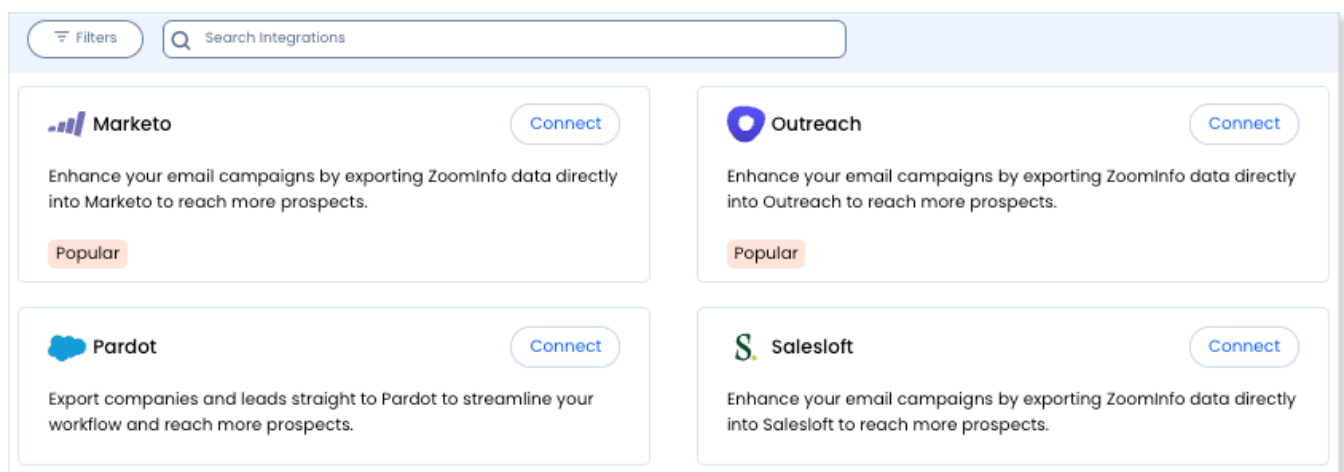 Filters
Search Integrations
Marketo
Connect
Enhance your email campaigns by exporting ZoomInfo data directly
into Marketo to reach more prospects.
Popular
Outreach
Connect
Enhance your email campaigns by exporting ZoomInfo data directly
into Outreach to reach more prospects.
Popular
Pardot
Connect
Export companies and leads straight to Pardot to streamline your
workflow and reach more prospects.
S.
Salesloft
Connect
Enhance your email campaigns by exporting ZoomInfo data directly
into Salesloft to reach more prospects.